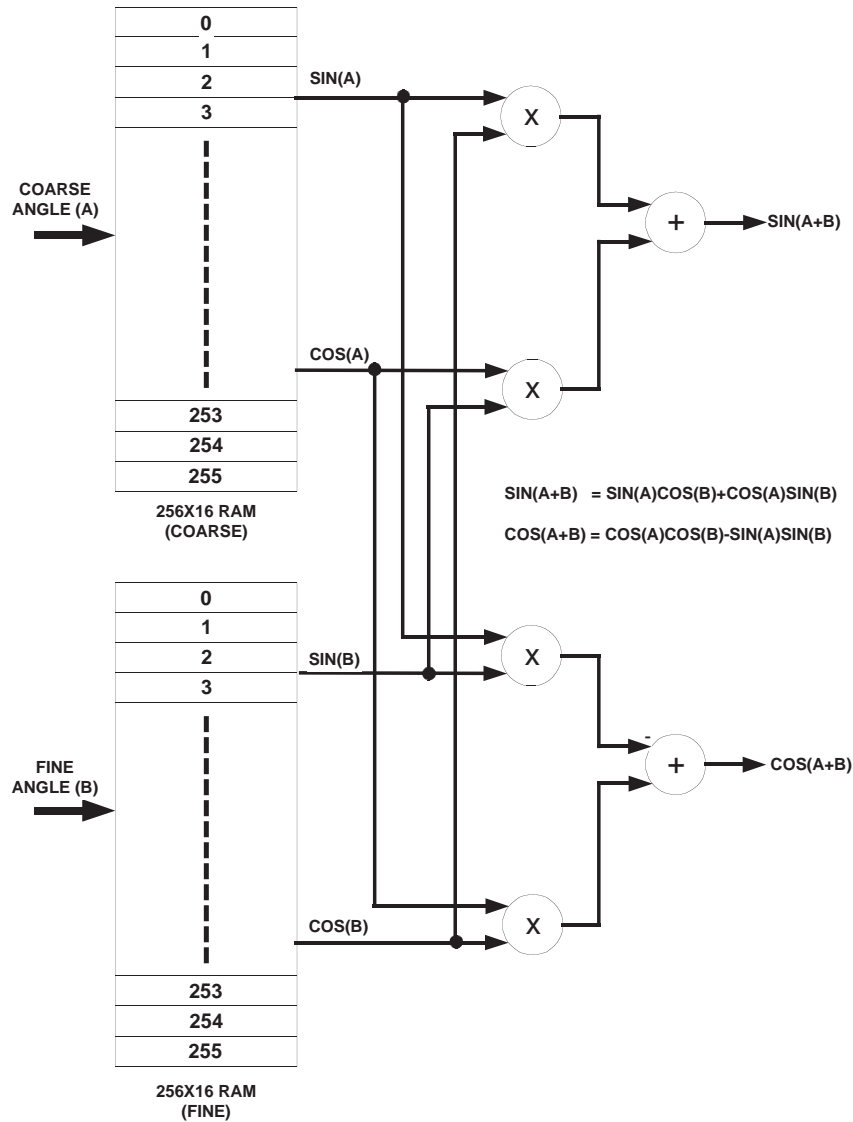 0
1
2
3
SIN(A)
X
COARSE
ANGLE (A)
+
SIN(A+B)
COS(A)
X
253
254
255
256X16 RAM
(COARSE)
SIN(A+B) = SIN(A)COS(B)+COS(A)SIN(B)
COS(A+B) = COS(A)COS(B)-SIN(A)SIN(B)
0
1
2
3
SIN(B)
X
FINE
ANGLE (B)
-
+
COS(A+B)
COS(B)
X
253
254
255
256X16 RAM
(FINE)